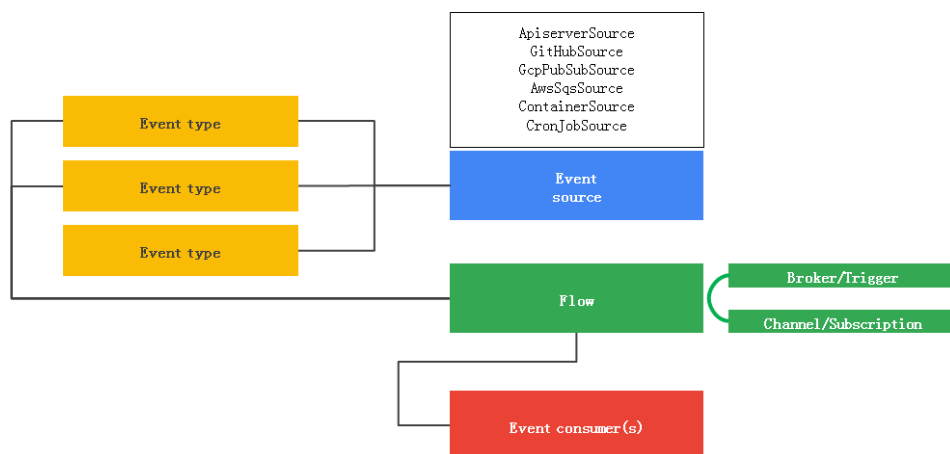 ApiserverSource
GitHubSource
GcpPubSubSource
AwsSqsSource
ContainerSource
CronJobSource
Event type
Event type
Event type
Event
source
Flow
Broker/Trigger
Channel/Subscription
Event consumer(s)